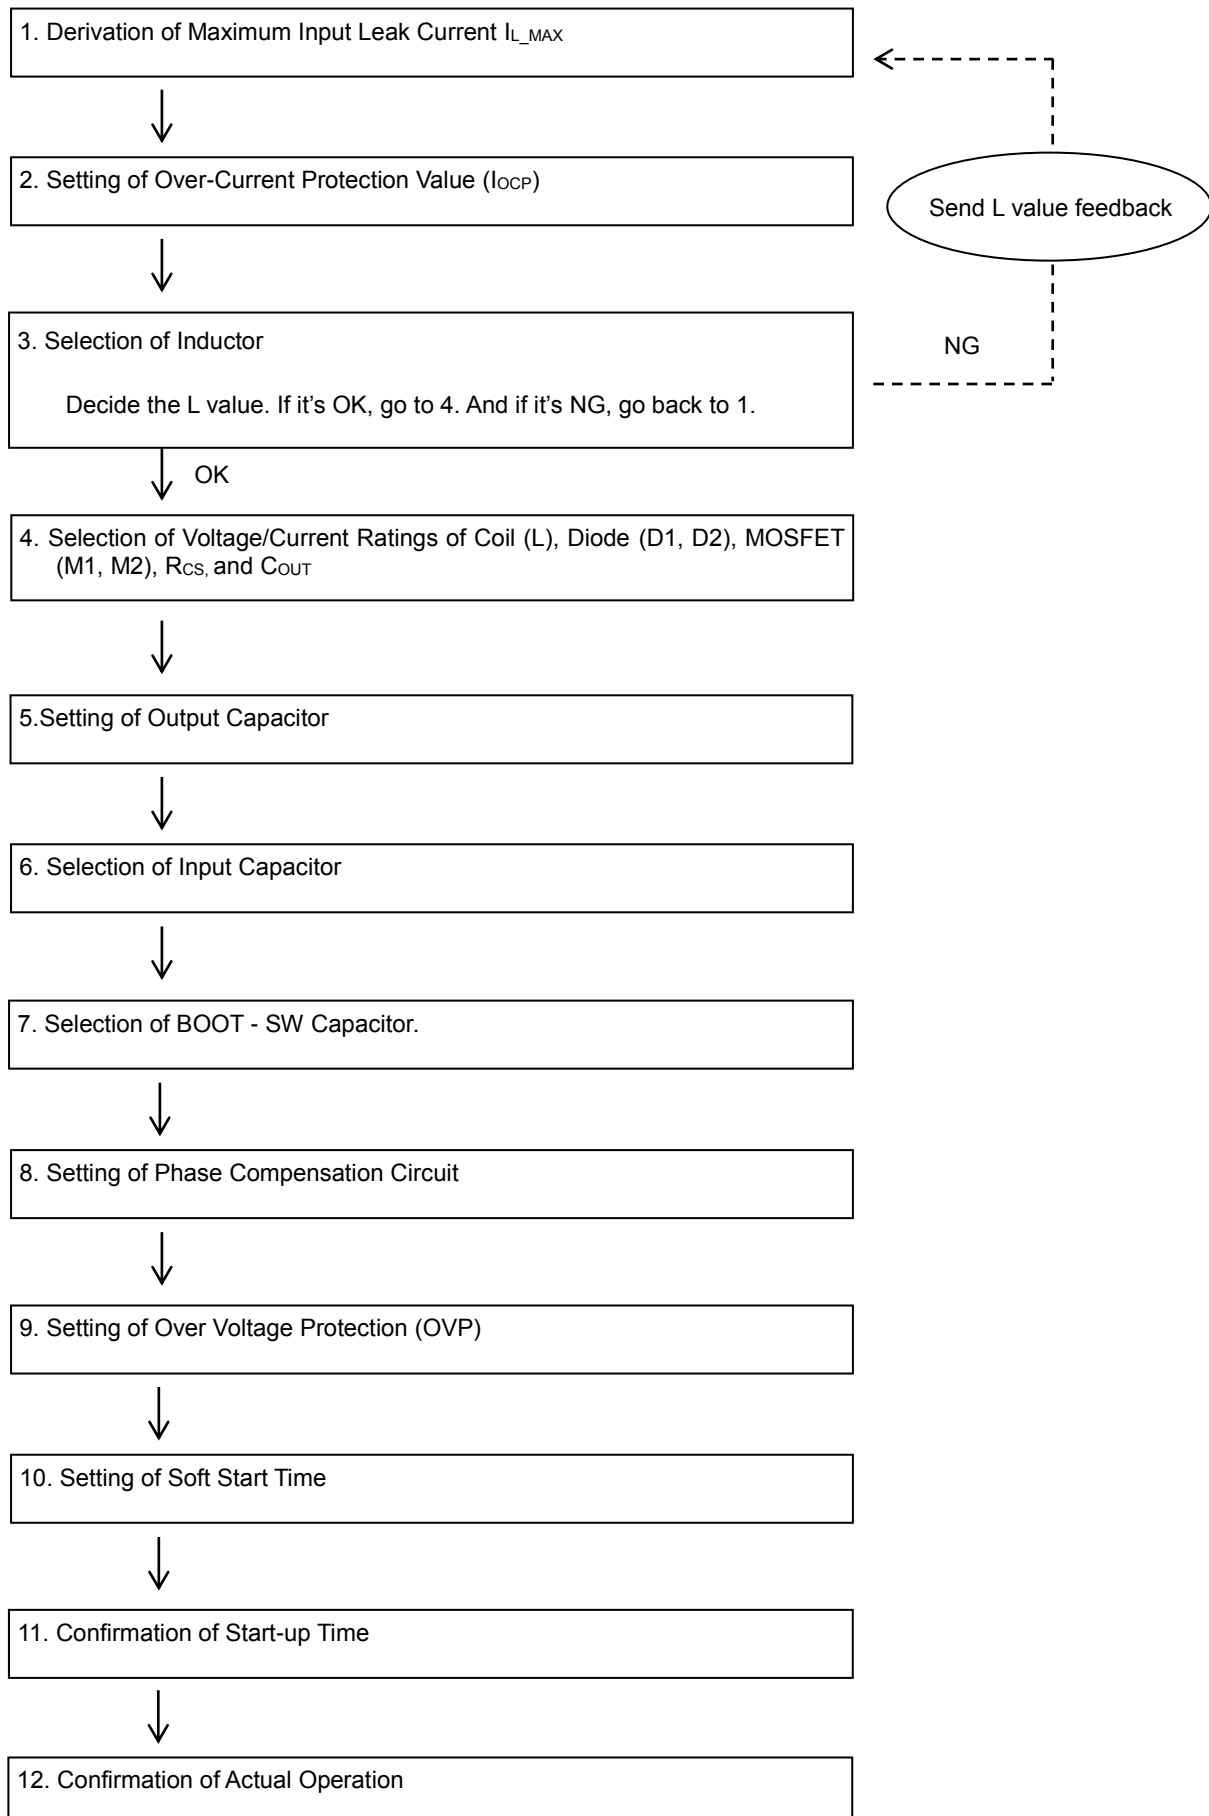 1. Derivation of Maximum Input Leak Current IL_MAX
2. Setting of Over-Current Protection Value (IOCP)
Send L value feedback
3. Selection of Inductor
NG
Decide the L value. If it’s OK, go to 4. And if it’s NG, go back to 1.
OK
4. Selection of Voltage/Current Ratings of Coil (L), Diode (D1, D2), MOSFET
(M1, M2), RCS, and COUT
5.Setting of Output Capacitor
6. Selection of Input Capacitor
7. Selection of BOOT - SW Capacitor.
8. Setting of Phase Compensation Circuit
9. Setting of Over Voltage Protection (OVP)
10. Setting of Soft Start Time
11. Confirmation of Start-up Time
12. Confirmation of Actual Operation